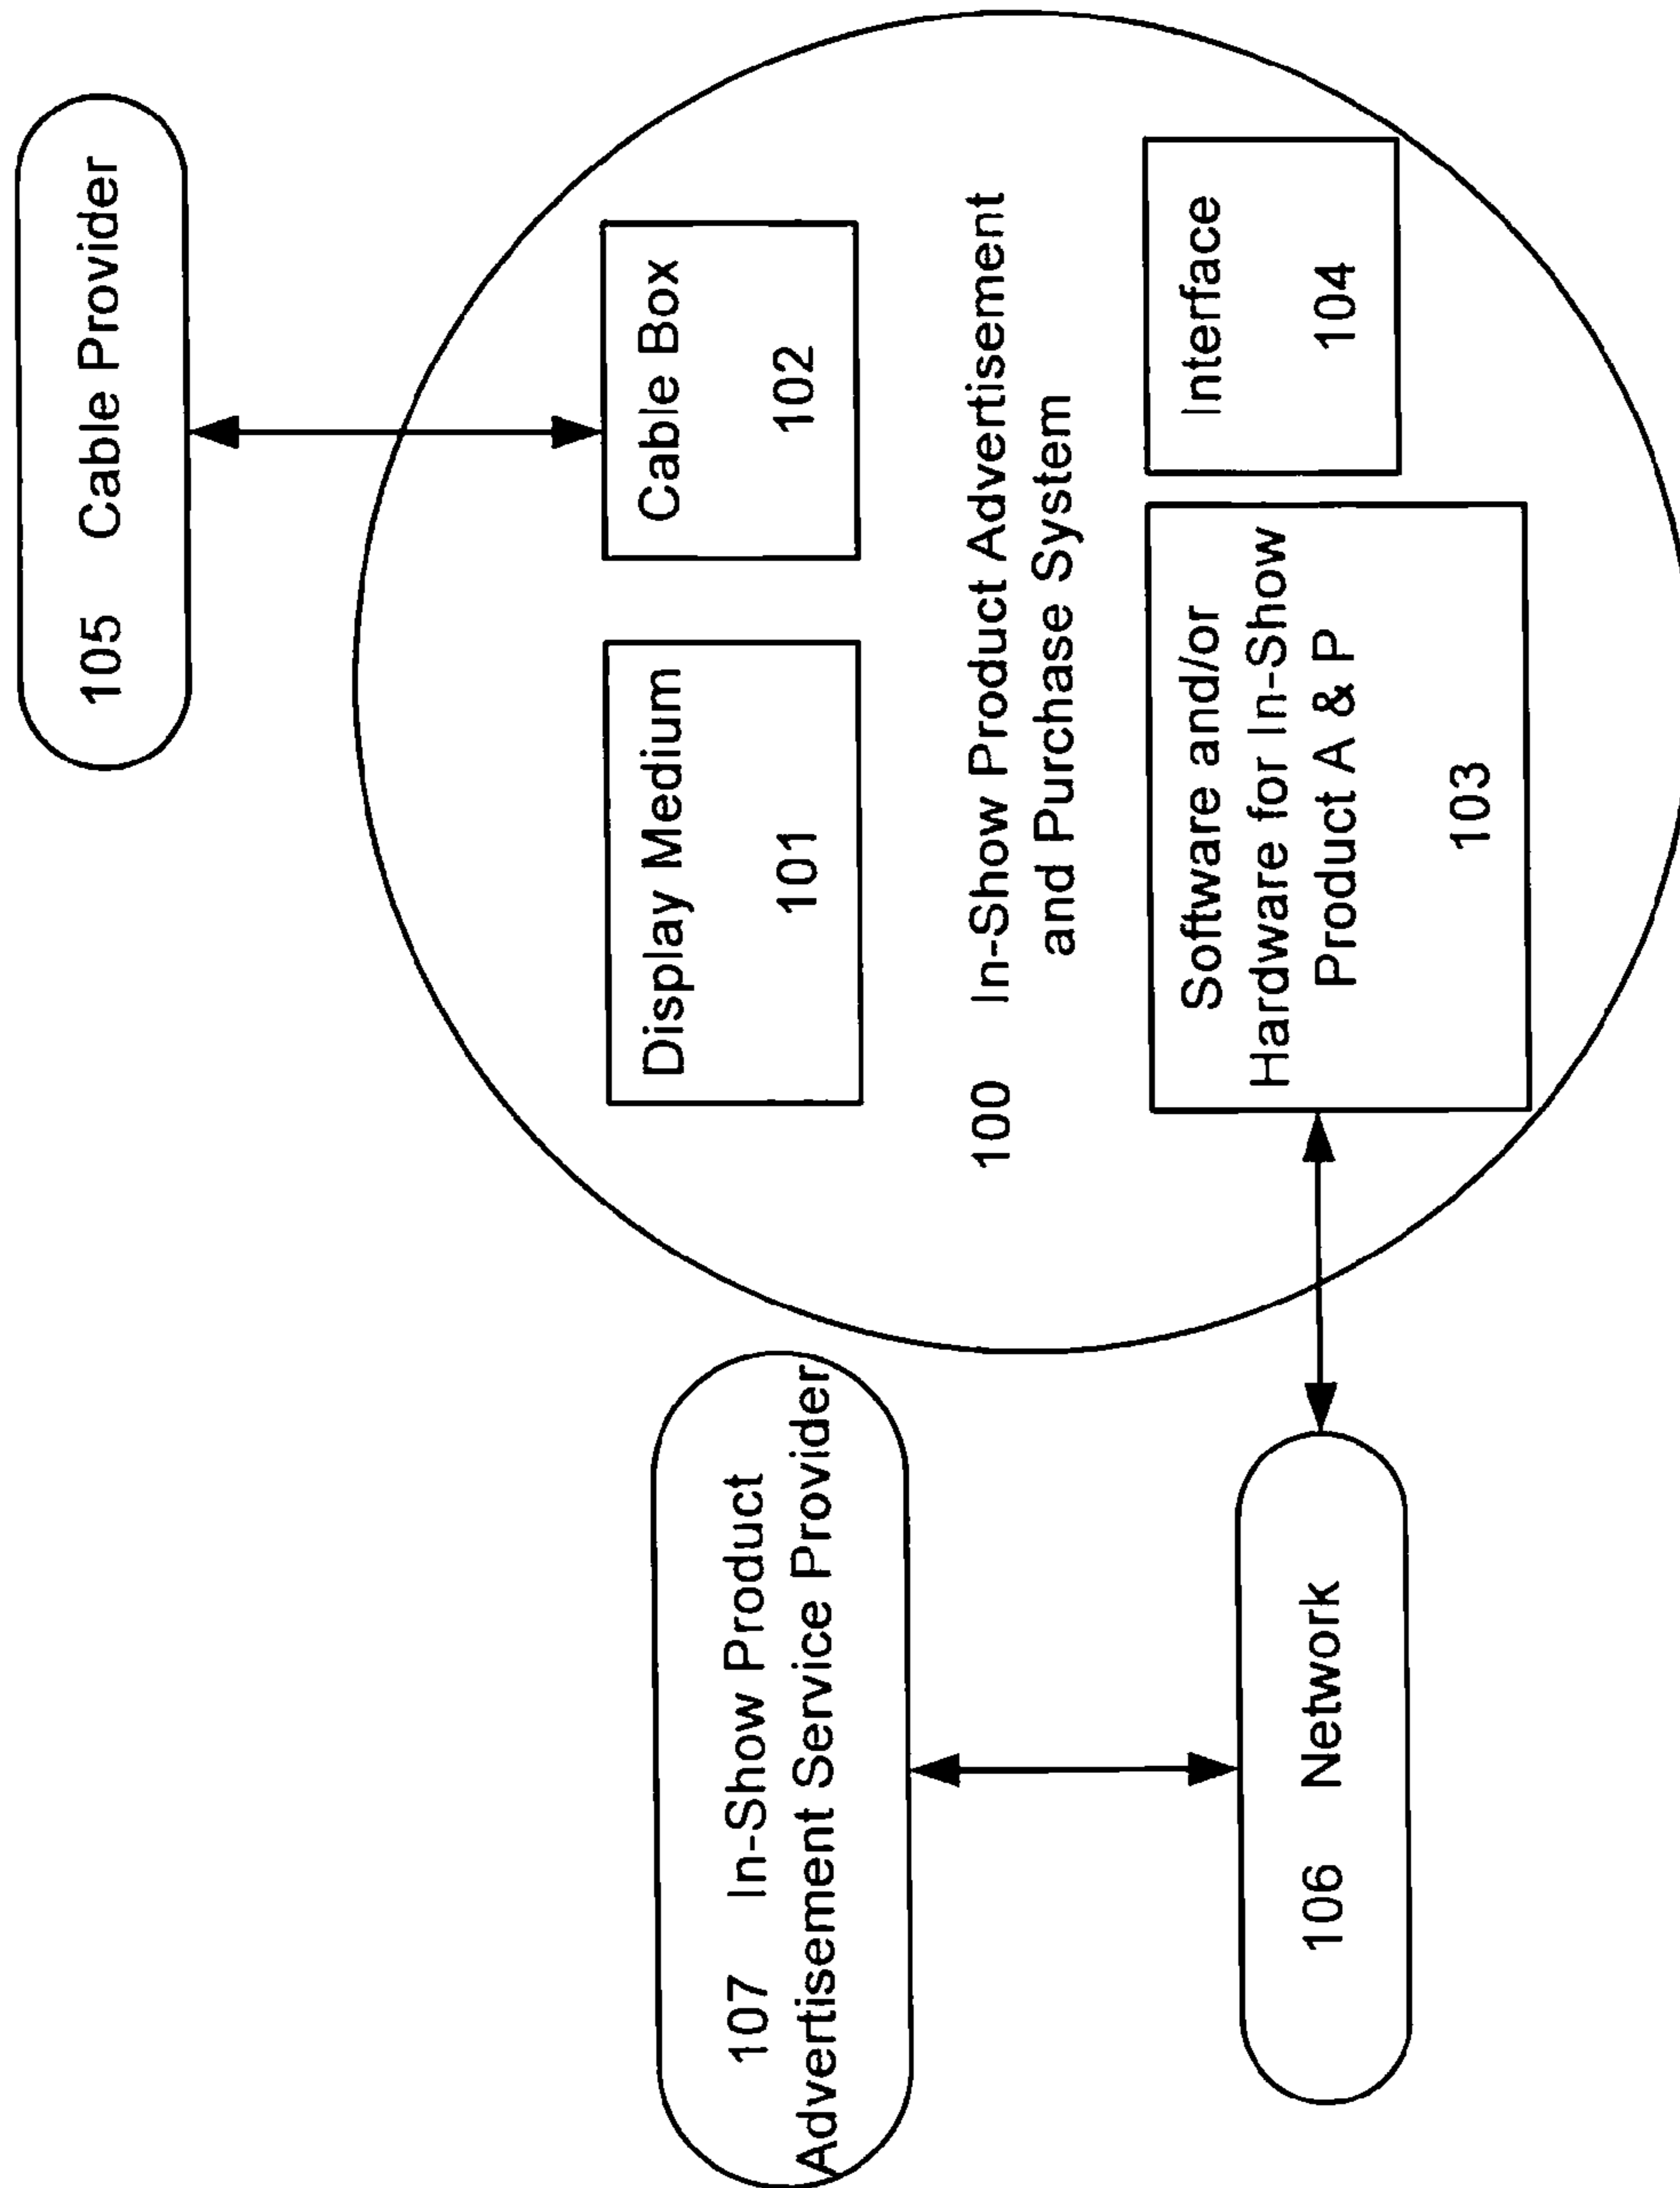 105 Cable Provider
Display Medium
101
Cable Box
102
100 In-Show Product Advertisement
and Purchase System
Software and/or
Hardware for In-Show
Product A & P
103
Interface
104
107 In-Show Product
Advertisement Service Provider
106 Network